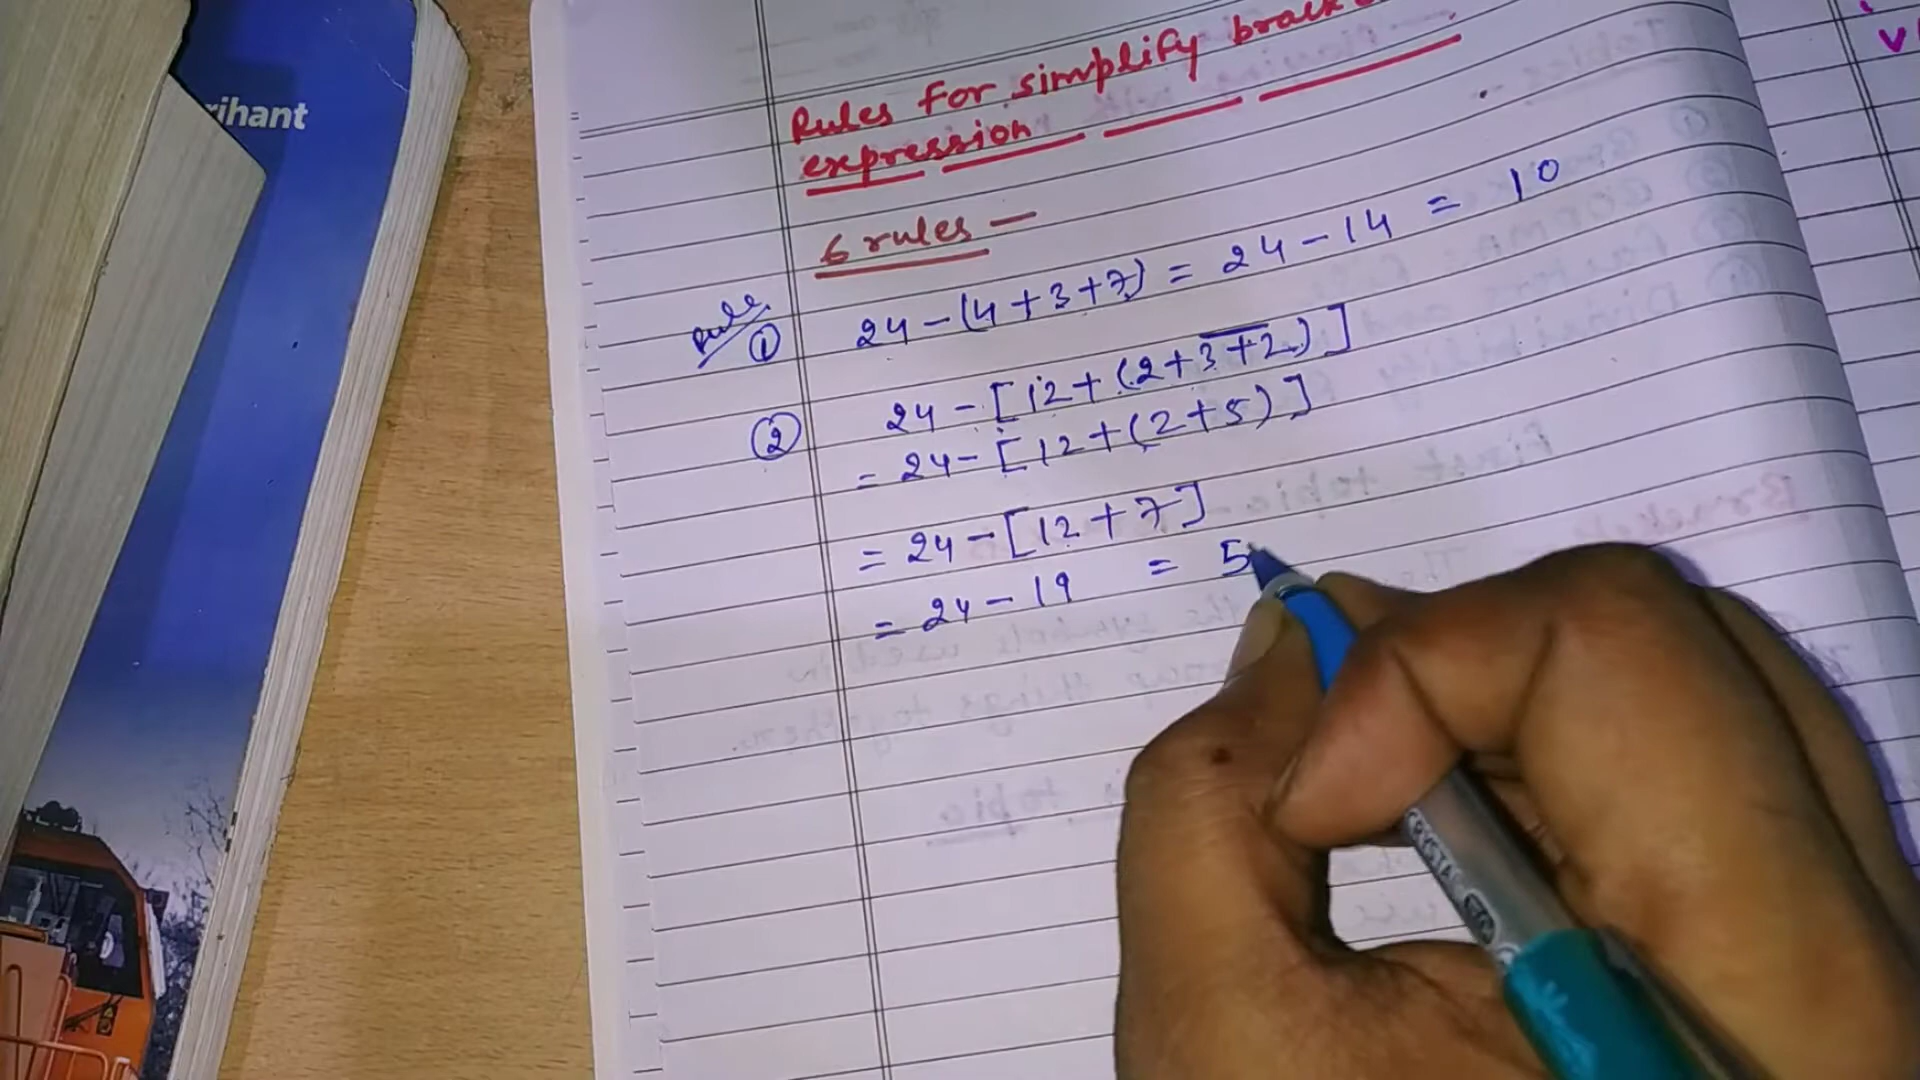 rihant
Rules for simplify brack
expression
6 rules -
Rule
① 24-(4+3+7) = 24-14 = 10
② 24-[12+(2+3+2)]
= 24-[12+(2+5)]
= 24-[12+7]
= 24-19 = 5
CRYSTAL